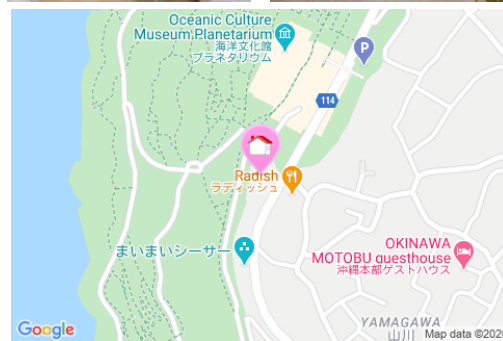 Oceanic Culture
Museum Planetarium
海洋文化館
プラネタリウム
P
114
Radish
ラディッシュ
まいまいシーサー
OKINAWA
MOTOBU guesthouse
沖縄本部ゲストハウス
YAMAGAWA
山川
Google
Map data ©202